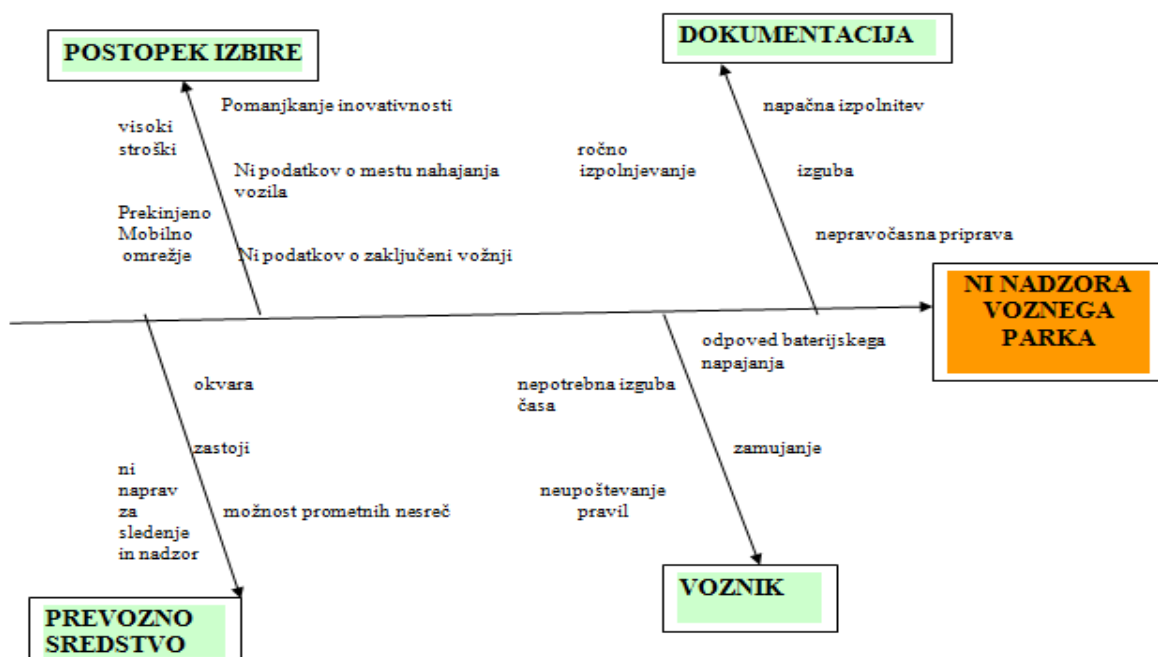 POSTOPEK IZBIRE
DOKUMENTACIJA
Pomanjkanje inovativnosti
visoki
stroški
Ni podatkov o mestu nahajanja
vozila
Prekinjeno
Mobilno
omrežje
Ni podatkov o zaključeni vožnji
napačna izpolnitev
ročno
izpolnjevanje
izguba
nepravočasna priprava
NI NADZORA
VOZNEGA
PARKA
okvara
zastoji
ni
naprav
za
sledenje
in nadzor
možnost prometnih nesreč
odpoved baterijskega
napajanja
nepotrebna izguba
časa
zamujanje
neupoštevanje
pravil
PREVOZNO
SREDSTVO
VOZNIK